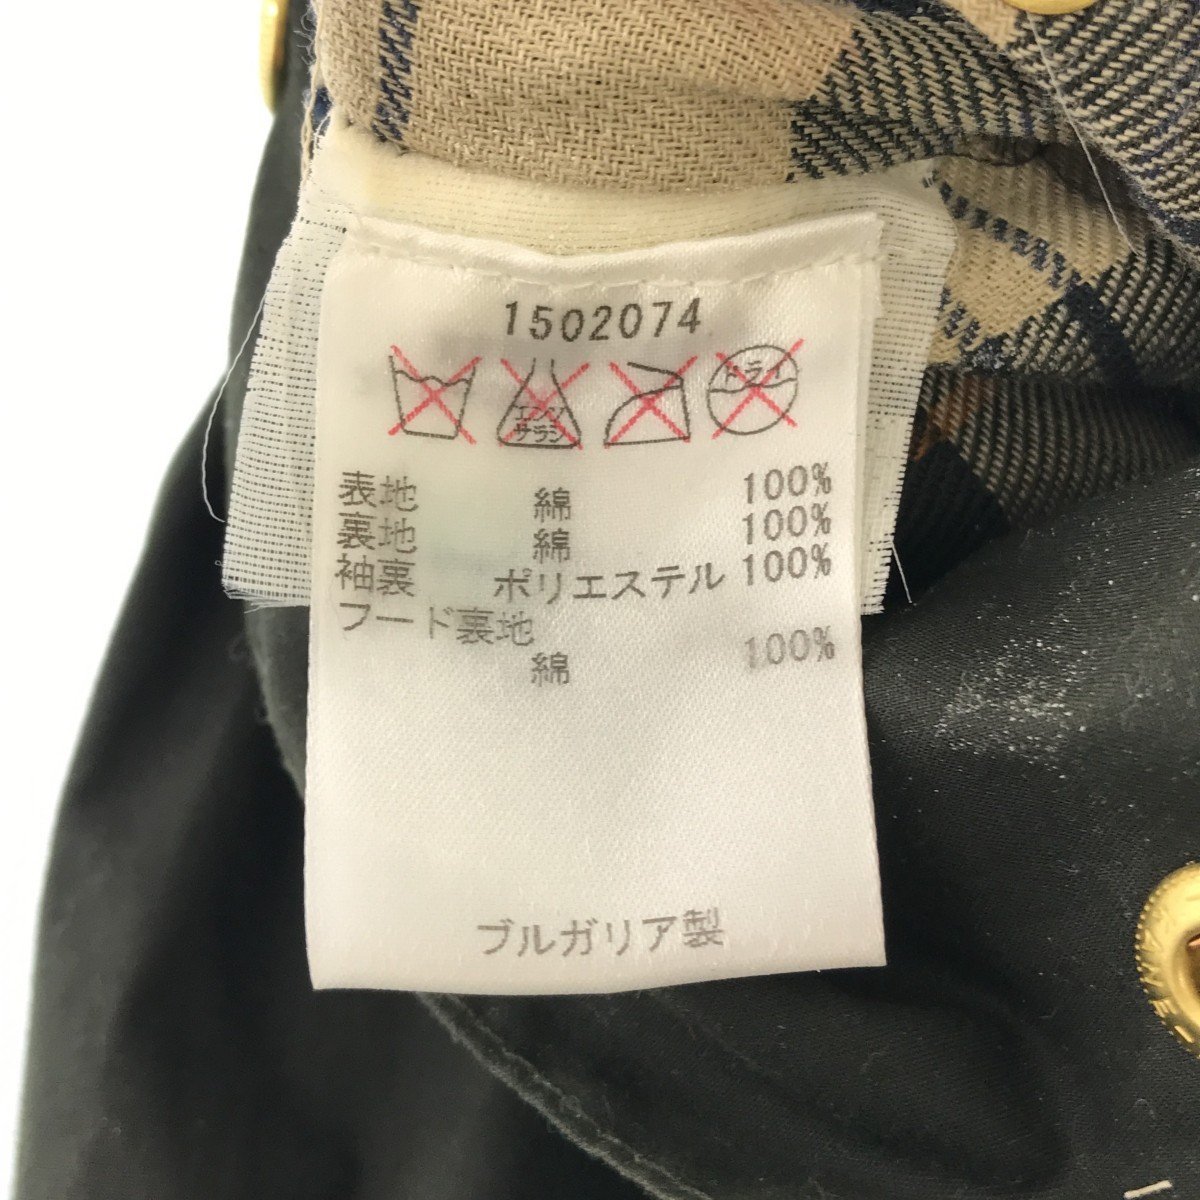 1502074
エンソ
サラシ
ドライ
表地 綿 100%
裏地 綿 100%
袖裏 ポリエステル 100%
フード裏地
綿 100%
ブルガリア製